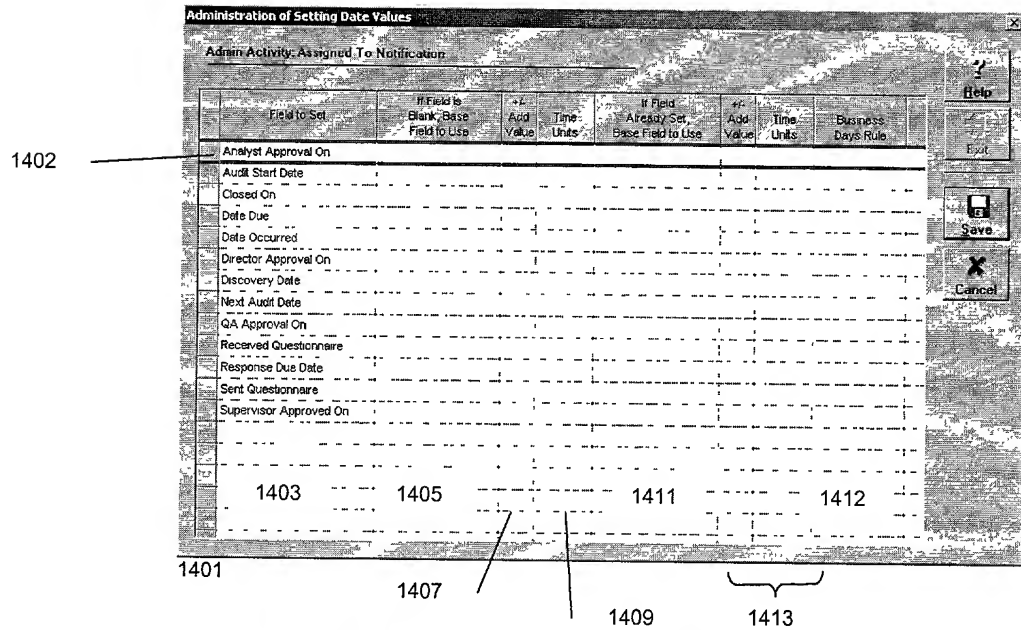 Administration of Setting Date Values
Admin Activity: Assigned To Notification
Help
Exit
Save
Cancel
Field to Set
If Field Is Blank, Base Field to Use
+/- Add Value
Time Units
If Field Already Set, Base Field to Use
+/- Add Value
Time Units
Business Days Rule
1402
Analyst Approval On
Audit Start Date
Closed On
Date Due
Date Occurred
Director Approval On
Discovery Date
Next Audit Date
QA Approval On
Received Questionnaire
Response Due Date
Sent Questionnaire
Supervisor Approved On
1403
1405
1411
1412
1401
1407
1409
1413